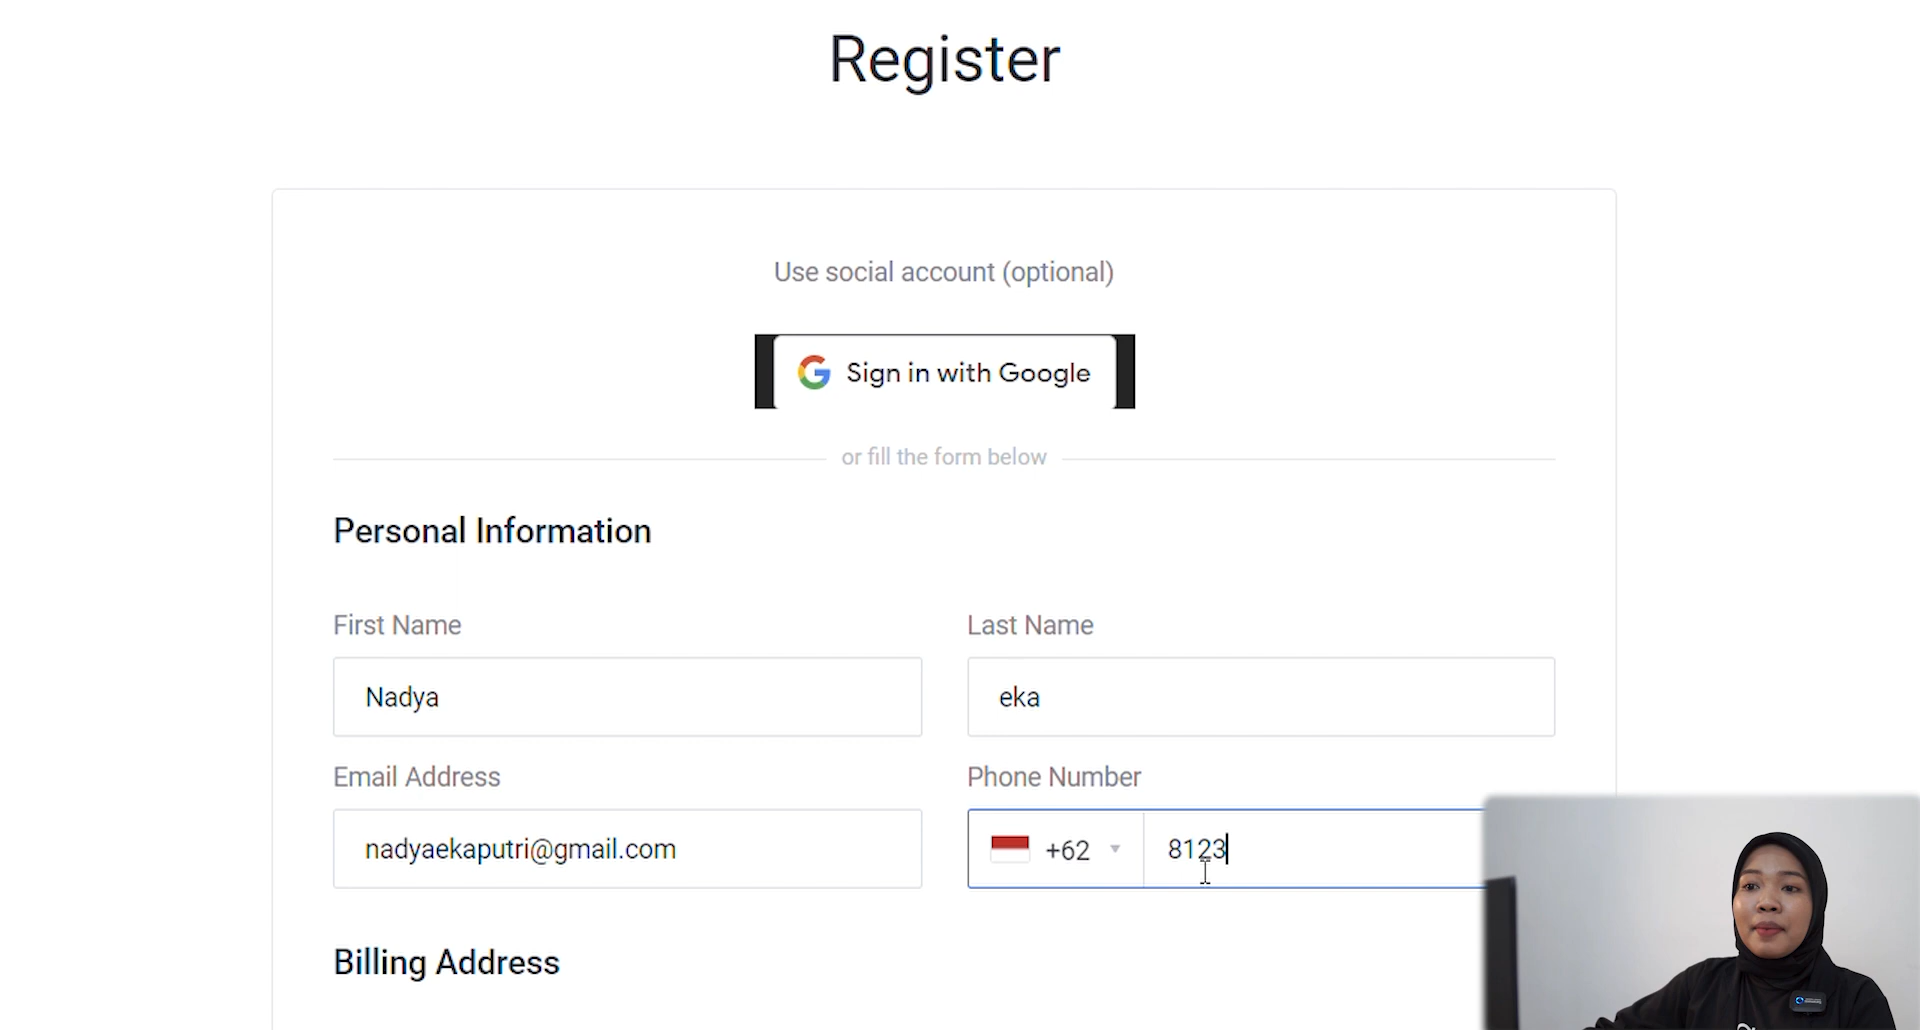 Register
Use social account (optional)
Sign in with Google
or fill the form below
Personal Information
First Name
Last Name
Nadya
eka
Email Address
Phone Number
nadyaekaputri@gmail.com
+62
8123
Billing Address